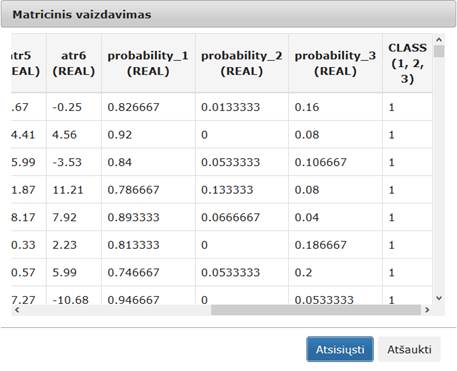 Matricinis vaizdavimas
atr6 probability_1 probability_2 probability_3 CLASS
(REAL) (REAL) (REAL) (REAL) (1, 2, 3)
.67 -0.25 0.826667 0.0133333 0.16 1
4.41 4.56 0.92 0 0.08 1
5.99 -3.53 0.84 0.0533333 0.106667 1
1.87 11.21 0.786667 0.133333 0.08 1
8.17 7.92 0.893333 0.0666667 0.04 1
0.33 2.23 0.813333 0 0.186667 1
0.57 5.99 0.746667 0.0533333 0.2 1
7.27 -10.68 0.946667 0 0.0533333 1
Atsisiųsti Atšaukti